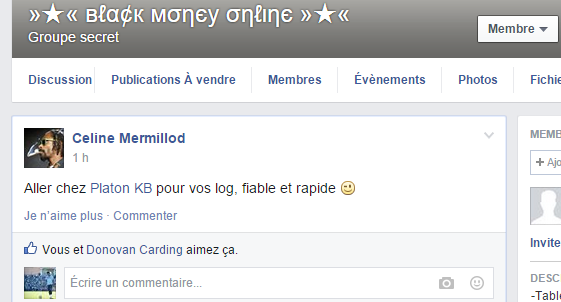 »★« вℓα¢к мσηєу σηℓιηє »★«
Groupe secret
Membre
Discussion Publications À vendre Membres Évènements Photos Fichie
Celine Mermillod
1 h
Aller chez Platon KB pour vos log, fiable et rapide 😉
Je n'aime plus · Commenter
Vous et Donovan Carding aimez ça.
Écrire un commentaire...
MEMB
+ Ajo
Invite
DESC
-Table